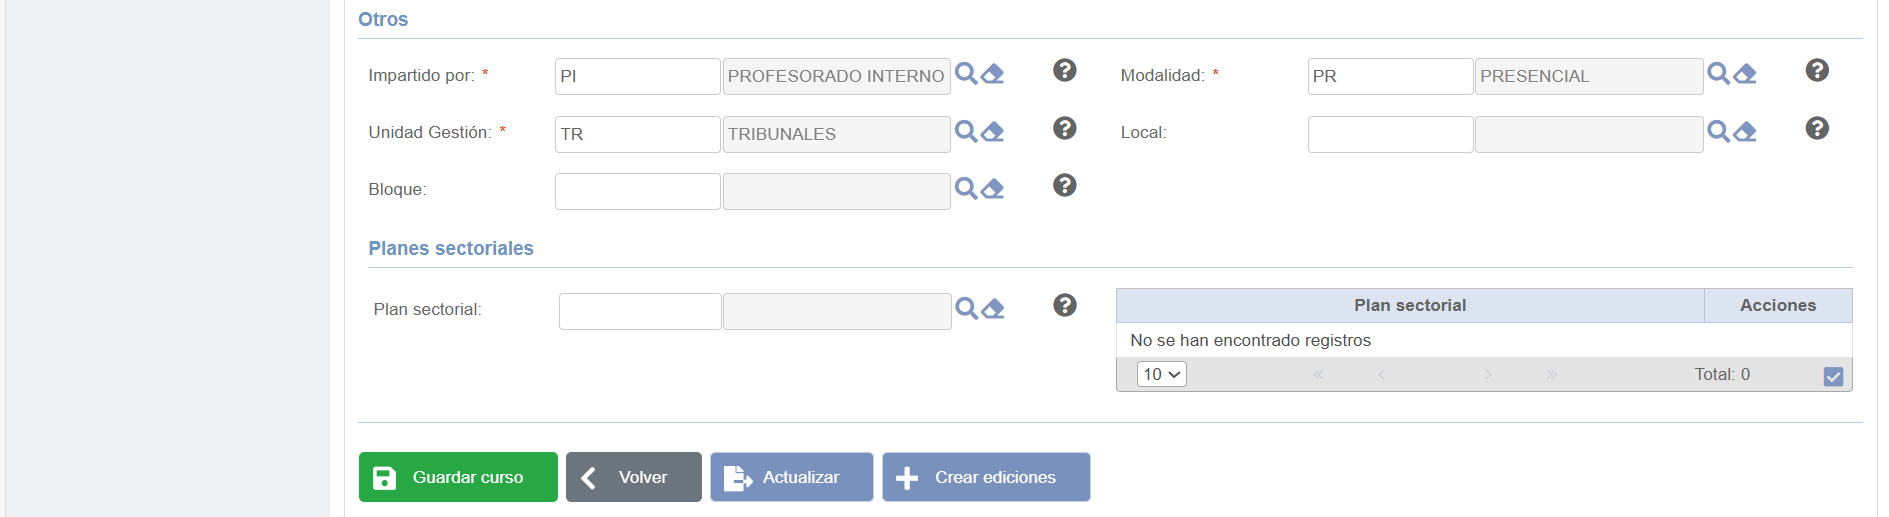 Otros
Impartido por: * PI PROFESORADO INTERNO Modalidad: * PR PRESENCIAL
Unidad Gestión: * TR TRIBUNALES Local:
Bloque:
Planes sectoriales
Plan sectorial:
Plan sectorial Acciones
No se han encontrado registros
10 « ‹ › » Total: 0
Guardar curso Volver Actualizar Crear ediciones